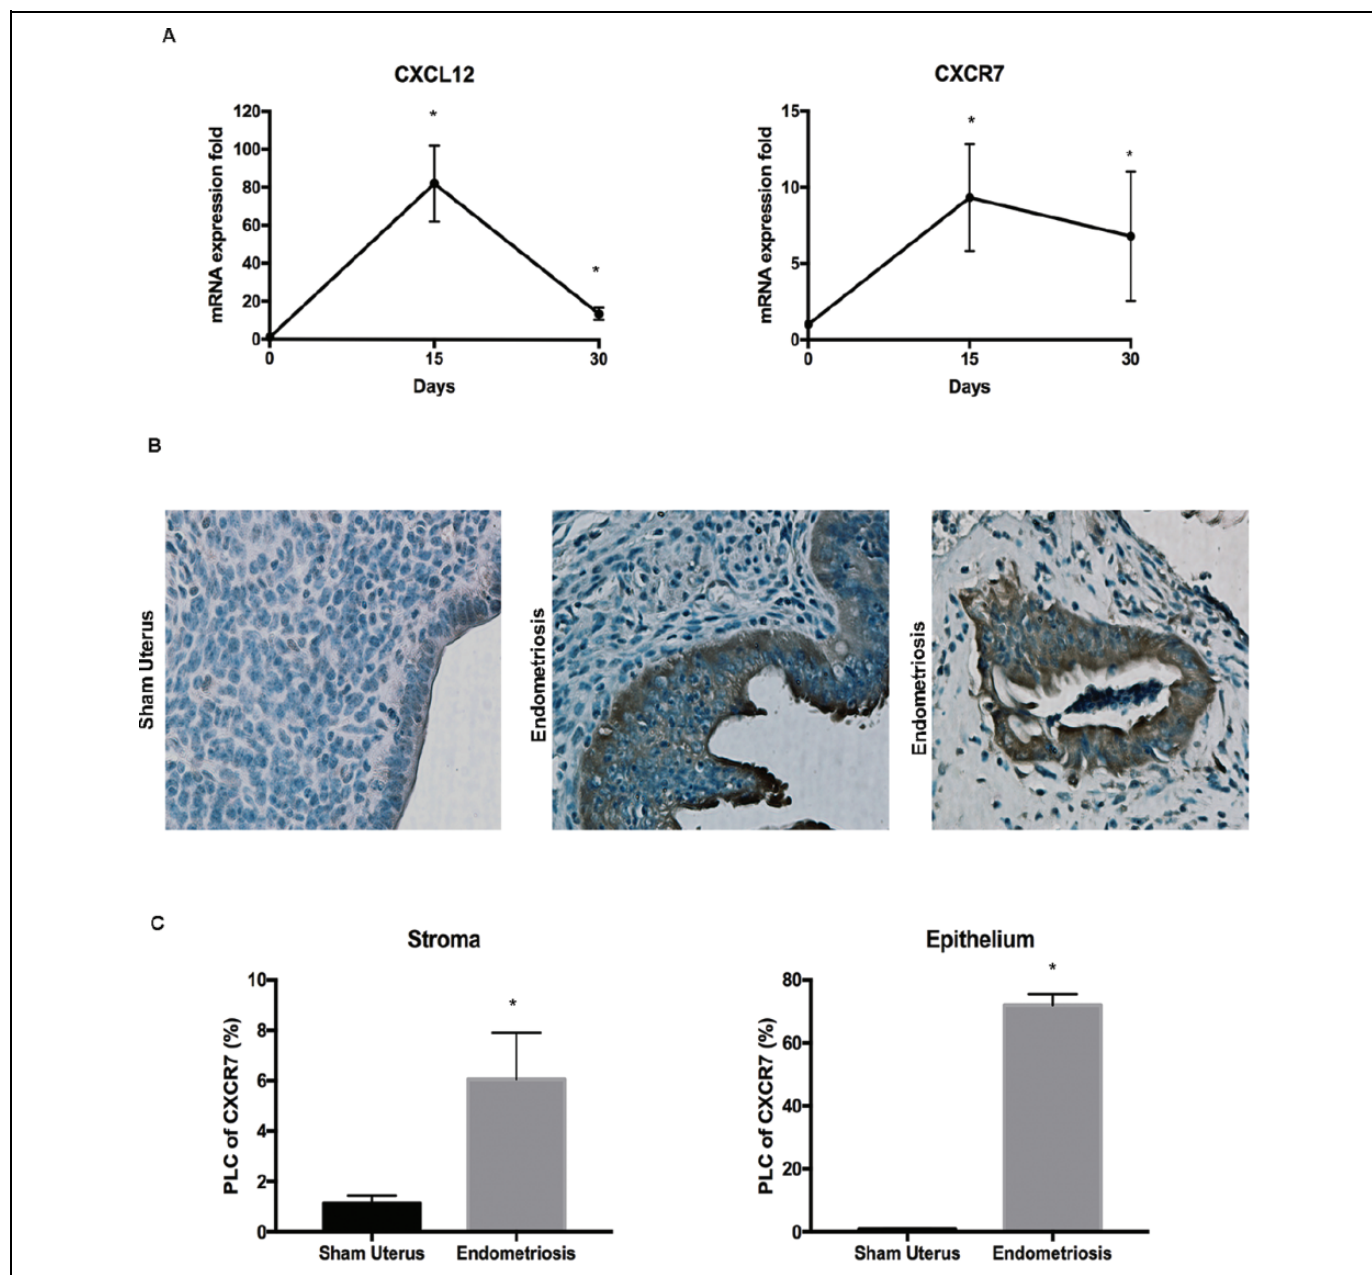 A
CXCL12
mRNA expression fold
120
100
80
60
40
20
0
*
*
0 15 30
Days
CXCR7
mRNA expression fold
15
10
5
0
*
*
0 15 30
Days
B
Sham Uterus
Endometriosis
Endometriosis
C
Stroma
PLC of CXCR7 (%)
10
8
6
4
2
0
*
Sham Uterus Endometriosis
Epithelium
PLC of CXCR7 (%)
80
60
40
20
0
*
Sham Uterus Endometriosis